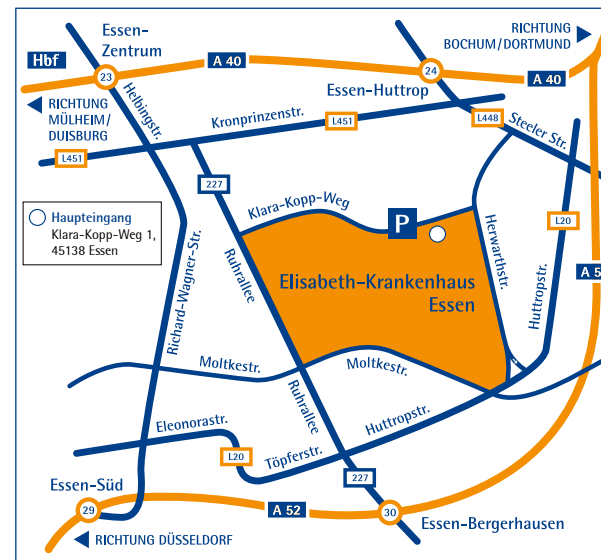 Essen-
Zentrum
Hbf
23
A 40
24
A 40
RICHTUNG
BOCHUM/DORTMUND
RICHTUNG
MÜLHEIM/
DUISBURG
Helbingstr.
Essen-Huttrop
Kronprinzenstr.
L451
L451
L448
Steeler Str.
227
Klara-Kopp-Weg
P
Haupteingang
Klara-Kopp-Weg 1,
45138 Essen
Richard-Wagner-Str.
Ruhrallee
Elisabeth-Krankenhaus
Essen
Herwarthstr.
Huttropstr.
L20
A 5
Moltkestr.
Moltkestr.
Ruhrallee
Eleonorastr.
L20
Töpferstr.
Huttropstr.
227
Essen-Süd
29
A 52
30
Essen-Bergerhausen
RICHTUNG DÜSSELDORF